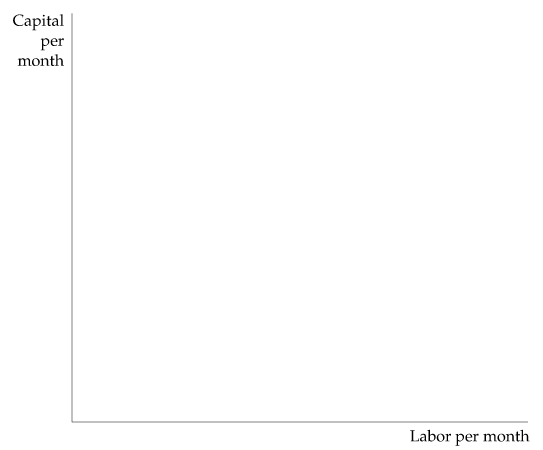 Capital
per
month
Labor per month